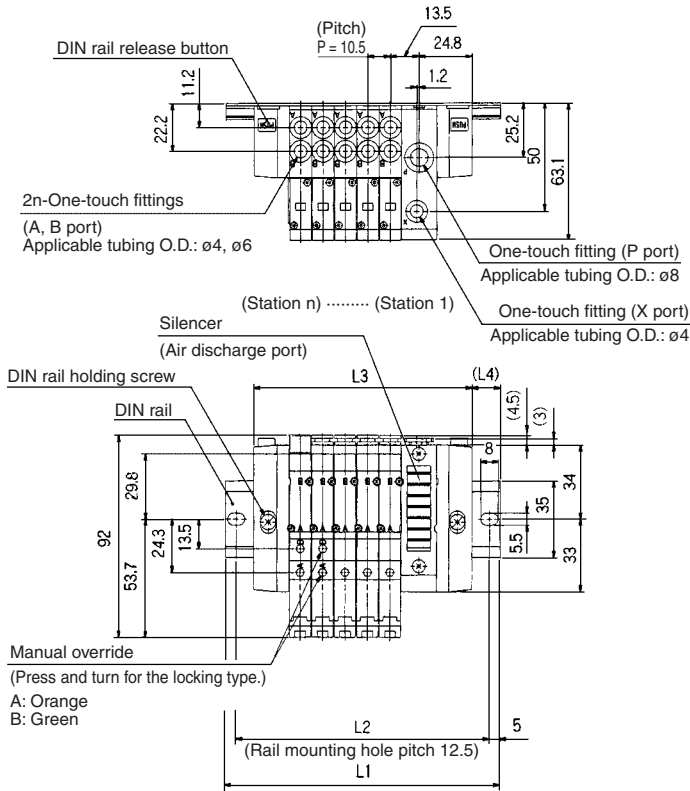 13.5
(Pitch)
P = 10.5
24.8
DIN rail release button
11.2
1.2
22.2
PUSH
PUSH
25.2
50
63.1
A A A A A
B B B B B
P
X
2n-One-touch fittings
(A, B port)
Applicable tubing O.D.: ø4, ø6
One-touch fitting (P port)
Applicable tubing O.D.: ø8
(Station n) ········· (Station 1)
One-touch fitting (X port)
Applicable tubing O.D.: ø4
Silencer
(Air discharge port)
DIN rail holding screw
L3
(L4)
(4.5)
(3)
DIN rail
8
29.8
B B B B B
34
35
92
24.3
13.5
A A A A A
5.5
33
53.7
B B
A A
Manual override
(Press and turn for the locking type.)
A: Orange
B: Green
L2
5
(Rail mounting hole pitch 12.5)
L1